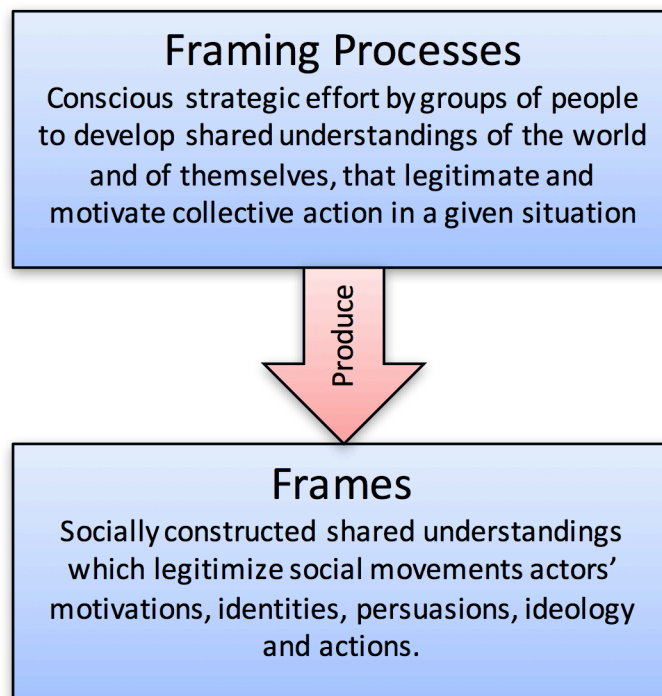 Framing Processes
Conscious strategic effort by groups of people
to develop shared understandings of the world
and of themselves, that legitimate and
motivate collective action in a given situation
Produce
Frames
Socially constructed shared understandings
which legitimize social movements actors’
motivations, identities, persuasions, ideology
and actions.